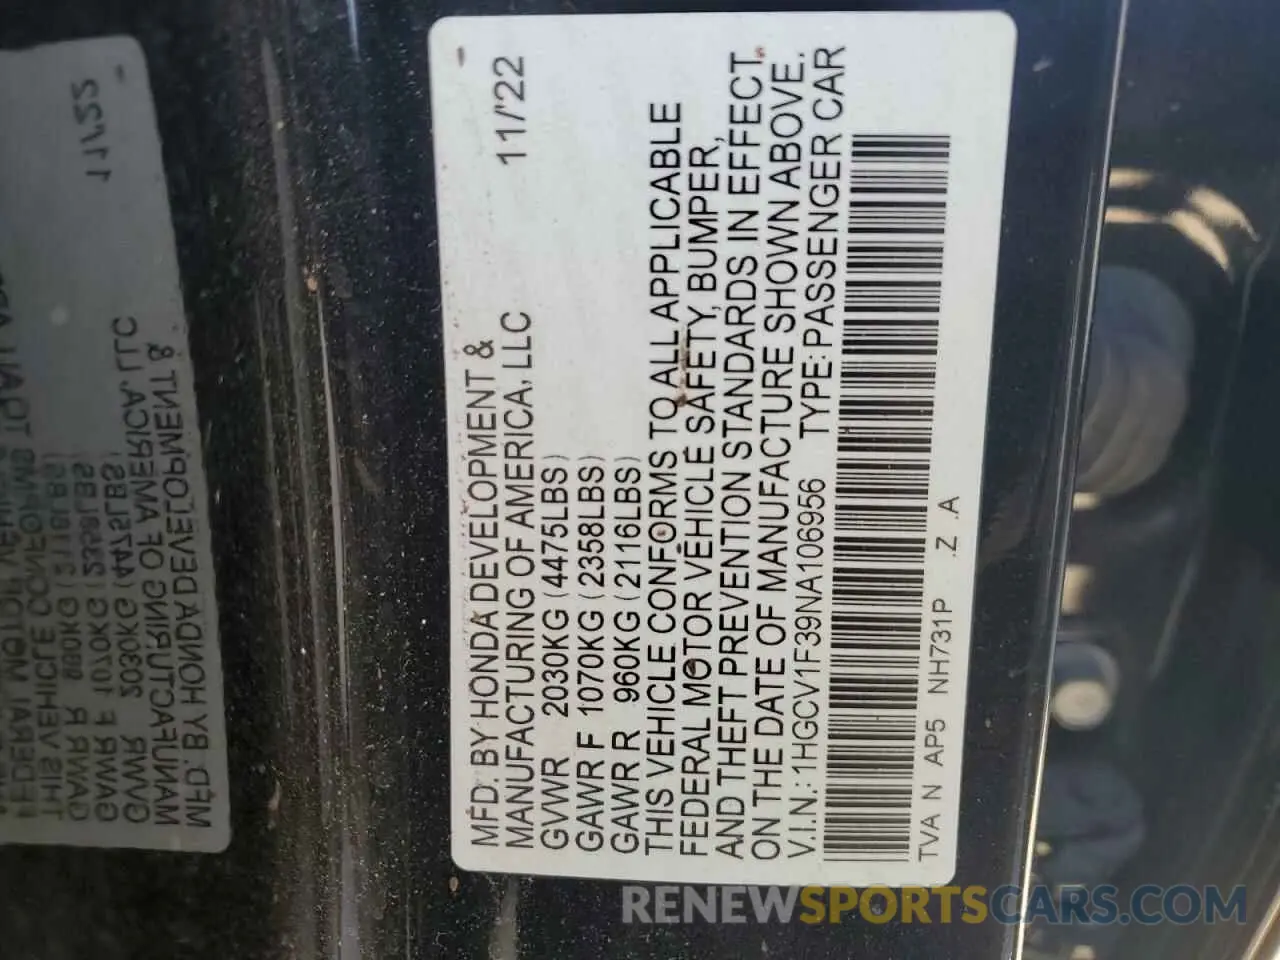 MFD. BY HONDA DEVELOPMENT &
MANUFACTURING OF AMERICA, LLC 11/'22
GVWR 2030KG (4475LBS)
GAWR F 1070KG (2358LBS)
GAWR R 960KG (2116LBS)
THIS VEHICLE CONFORMS TO ALL APPLICABLE
FEDERAL MOTOR VEHICLE SAFETY, BUMPER,
AND THEFT PREVENTION STANDARDS IN EFFECT
ON THE DATE OF MANUFACTURE SHOWN ABOVE.
V.I.N.: 1HGCV1F39NA106956 TYPE: PASSENGER CAR
TVA N AP5 NH731P .Z .A
RENEWSPORTSCARS.COM